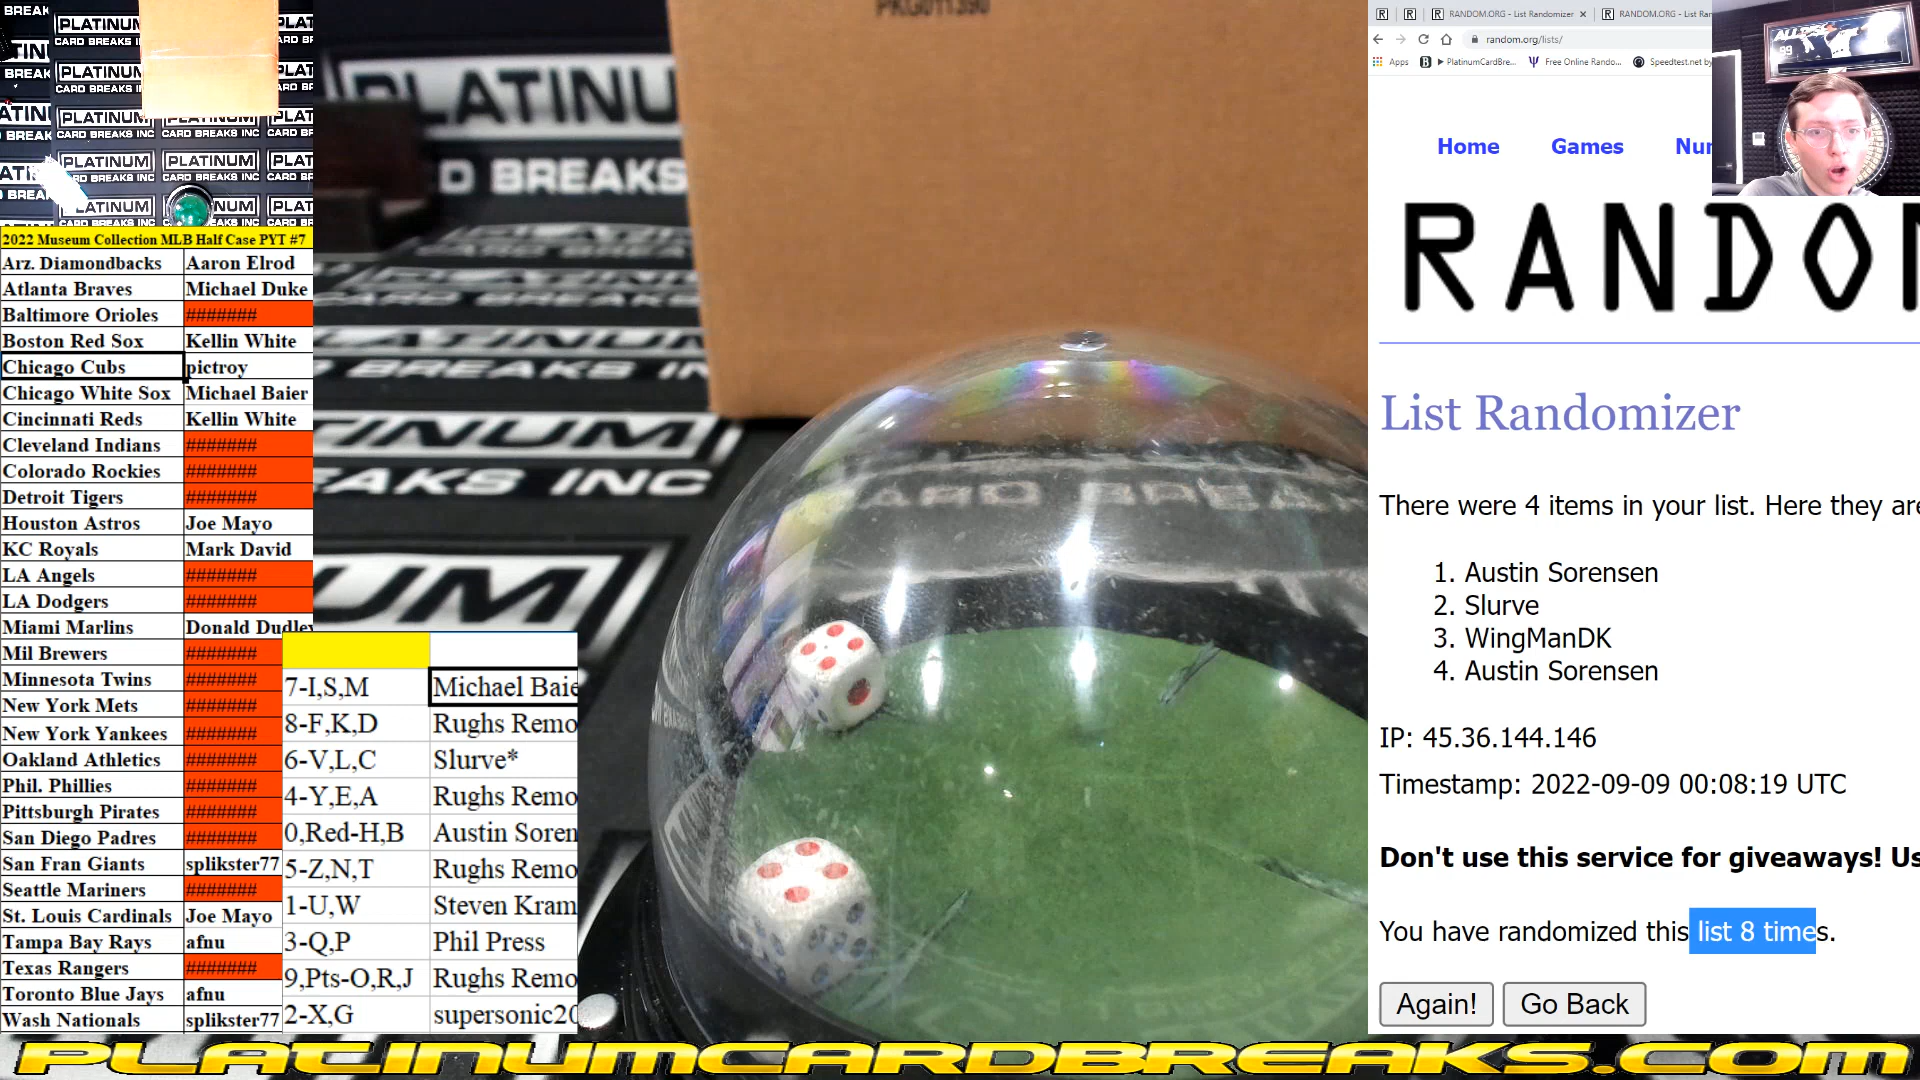 PKG011390
PLATINUM
CARD BREAKS INC
2022 Museum Collection MLB Half Case PYT #7
Arz. Diamondbacks Aaron Elrod
Atlanta Braves Michael Duke
Baltimore Orioles #######
Boston Red Sox Kellin White
Chicago Cubs pictroy
Chicago White Sox Michael Baier
Cincinnati Reds Kellin White
Cleveland Indians #######
Colorado Rockies #######
Detroit Tigers #######
Houston Astros Joe Mayo
KC Royals Mark David
LA Angels #######
LA Dodgers #######
Miami Marlins Donald Dudley
Mil Brewers #######
Minnesota Twins #######
New York Mets #######
New York Yankees #######
Oakland Athletics #######
Phil. Phillies #######
Pittsburgh Pirates #######
San Diego Padres #######
San Fran Giants splikster77
Seattle Mariners #######
St. Louis Cardinals Joe Mayo
Tampa Bay Rays afnu
Texas Rangers #######
Toronto Blue Jays afnu
Wash Nationals splikster77
7-I,S,M Michael Baie
8-F,K,D Rughs Remo
6-V,L,C Slurve*
4-Y,E,A Rughs Remo
0,Red-H,B Austin Soren
5-Z,N,T Rughs Remo
1-U,W Steven Kram
3-Q,P Phil Press
9,Pts-O,R,J Rughs Remo
2-X,G supersonic20
PLATINU
D BREAKS
RANDOM.ORG - List Randomizer RANDOM.ORG - List Ran
random.org/lists/
Apps PlatinumCardBre... Free Online Rando... Speedtest.net by
Home Games Nu
RANDO
List Randomizer
There were 4 items in your list. Here they are
1. Austin Sorensen
2. Slurve
3. WingManDK
4. Austin Sorensen
IP: 45.36.144.146
Timestamp: 2022-09-09 00:08:19 UTC
Don't use this service for giveaways! Us
You have randomized this list 8 times.
Again! Go Back
PLATINUMCARDBREAKS.COM